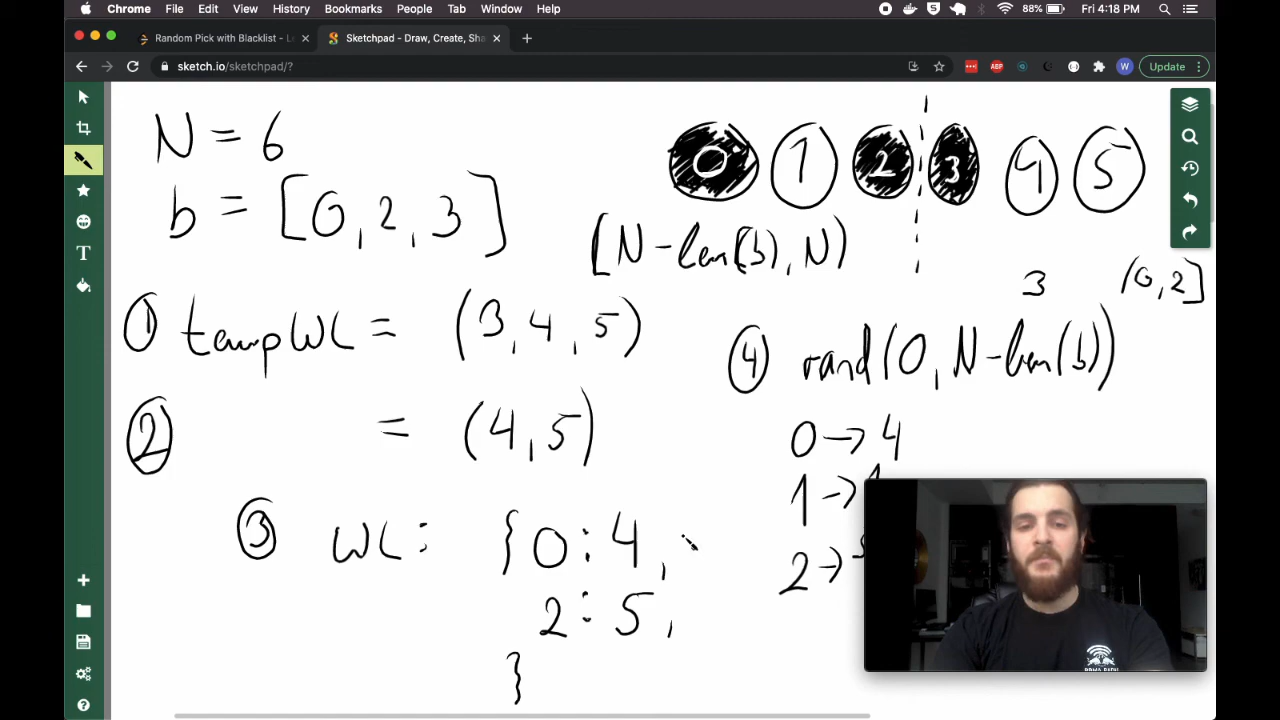 Chrome File Edit View History Bookmarks People Tab Window Help 88% Fri 4:18 PM
Random Pick with Blacklist - L
Sketchpad - Draw, Create, Sha
sketch.io/sketchpad/?
W Update
ABP
N = 6
b = [0, 2, 3]
0 1 2 3 4 5
[N-len(b), N)
3 (0, 2]
① tempWL = (3, 4, 5)
② = (4, 5)
③ WL: {0:4,
2:5,
}
④ rand(0, N-len(b))
0→4
1→1
2→5
T